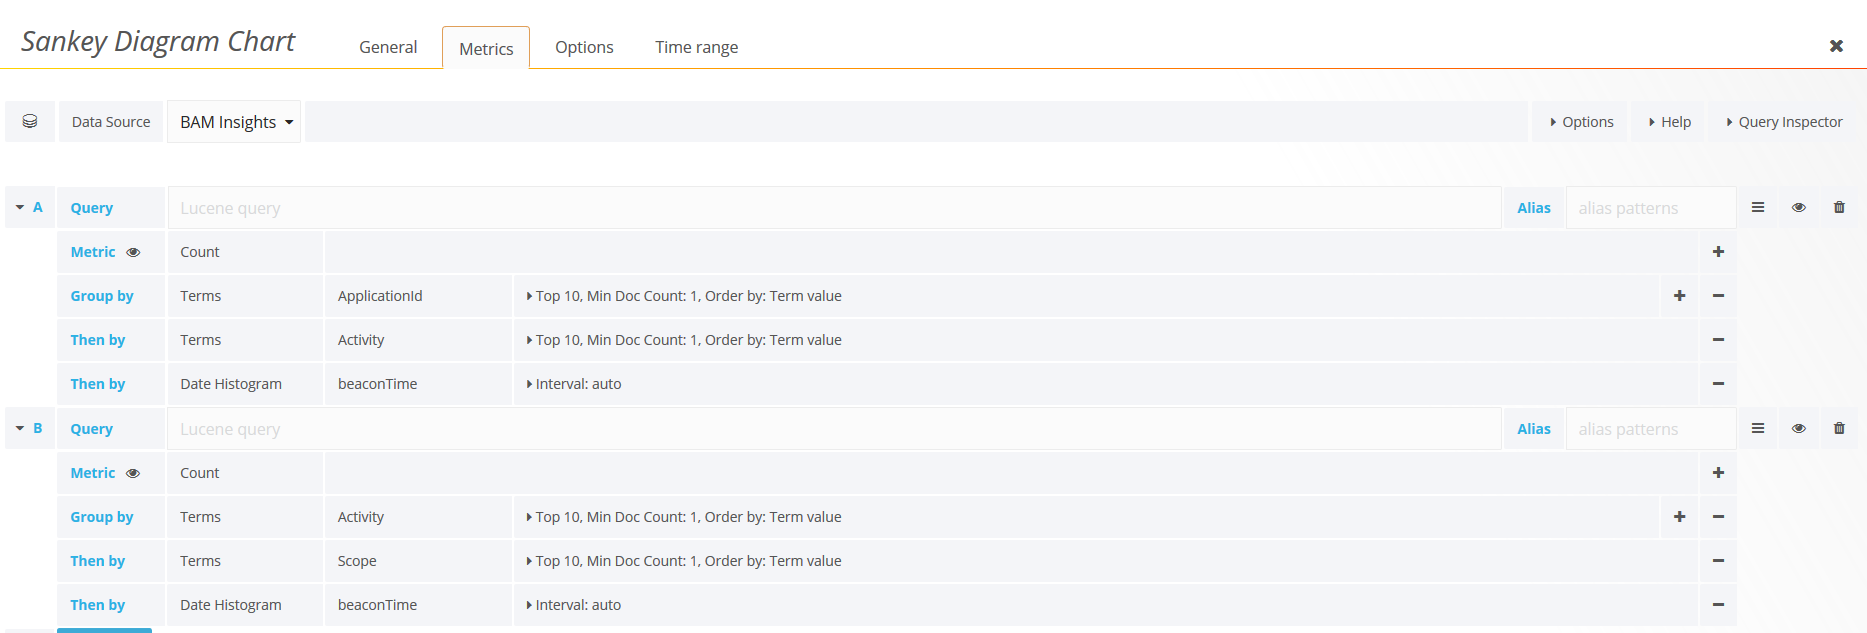 Sankey Diagram Chart General Metrics Options Time range
Data Source BAM Insights Options Help Query Inspector
A Query Lucene query Alias alias patterns
Metric Count
Group by Terms ApplicationId Top 10, Min Doc Count: 1, Order by: Term value
Then by Terms Activity Top 10, Min Doc Count: 1, Order by: Term value
Then by Date Histogram beaconTime Interval: auto
B Query Lucene query Alias alias patterns
Metric Count
Group by Terms Activity Top 10, Min Doc Count: 1, Order by: Term value
Then by Terms Scope Top 10, Min Doc Count: 1, Order by: Term value
Then by Date Histogram beaconTime Interval: auto